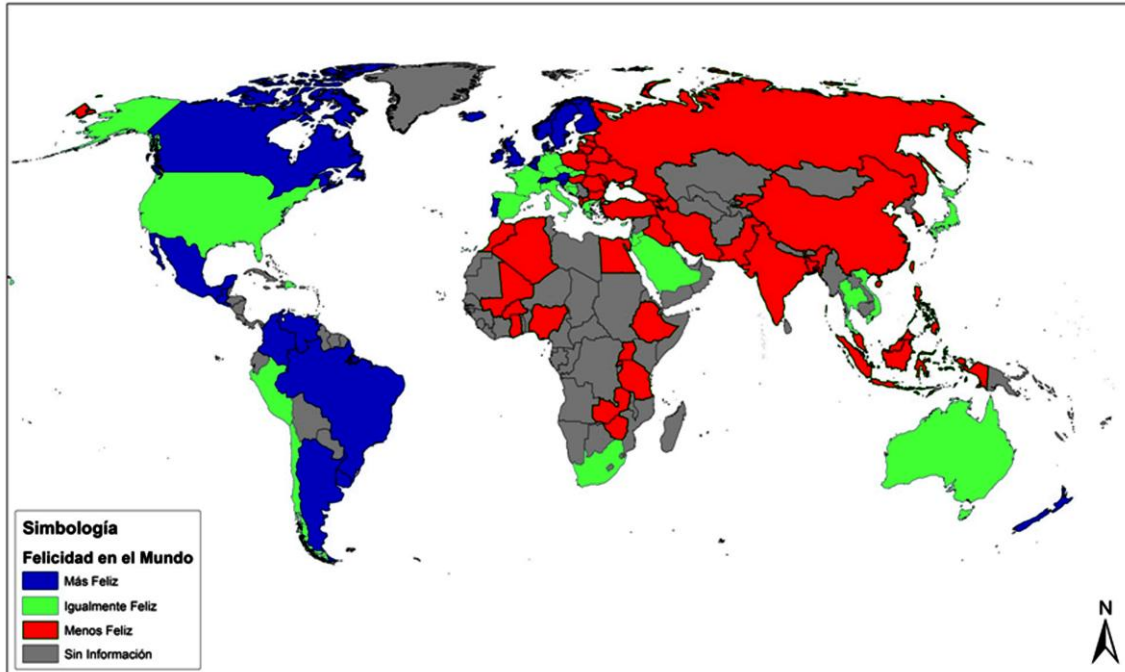 Simbología
Felicidad en el Mundo
Más Feliz
Igualmente Feliz
Menos Feliz
Sin Información
N